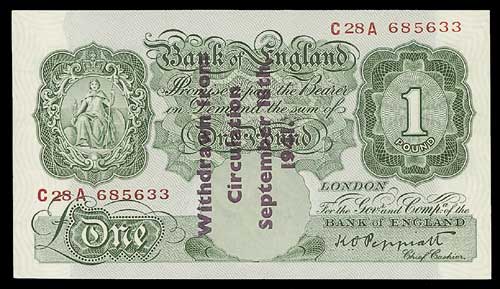 C28A 685633
Bank of England
Promise to pay the Bearer
on Demand the sum of
One Pound
1
POUND
LONDON
For the Govr. and Compa. of the
BANK OF ENGLAND
K O Peppiatt
Chief Cashier.
C28A 685633
£ One
Withdrawn from
Circulation
September 18th
1941.